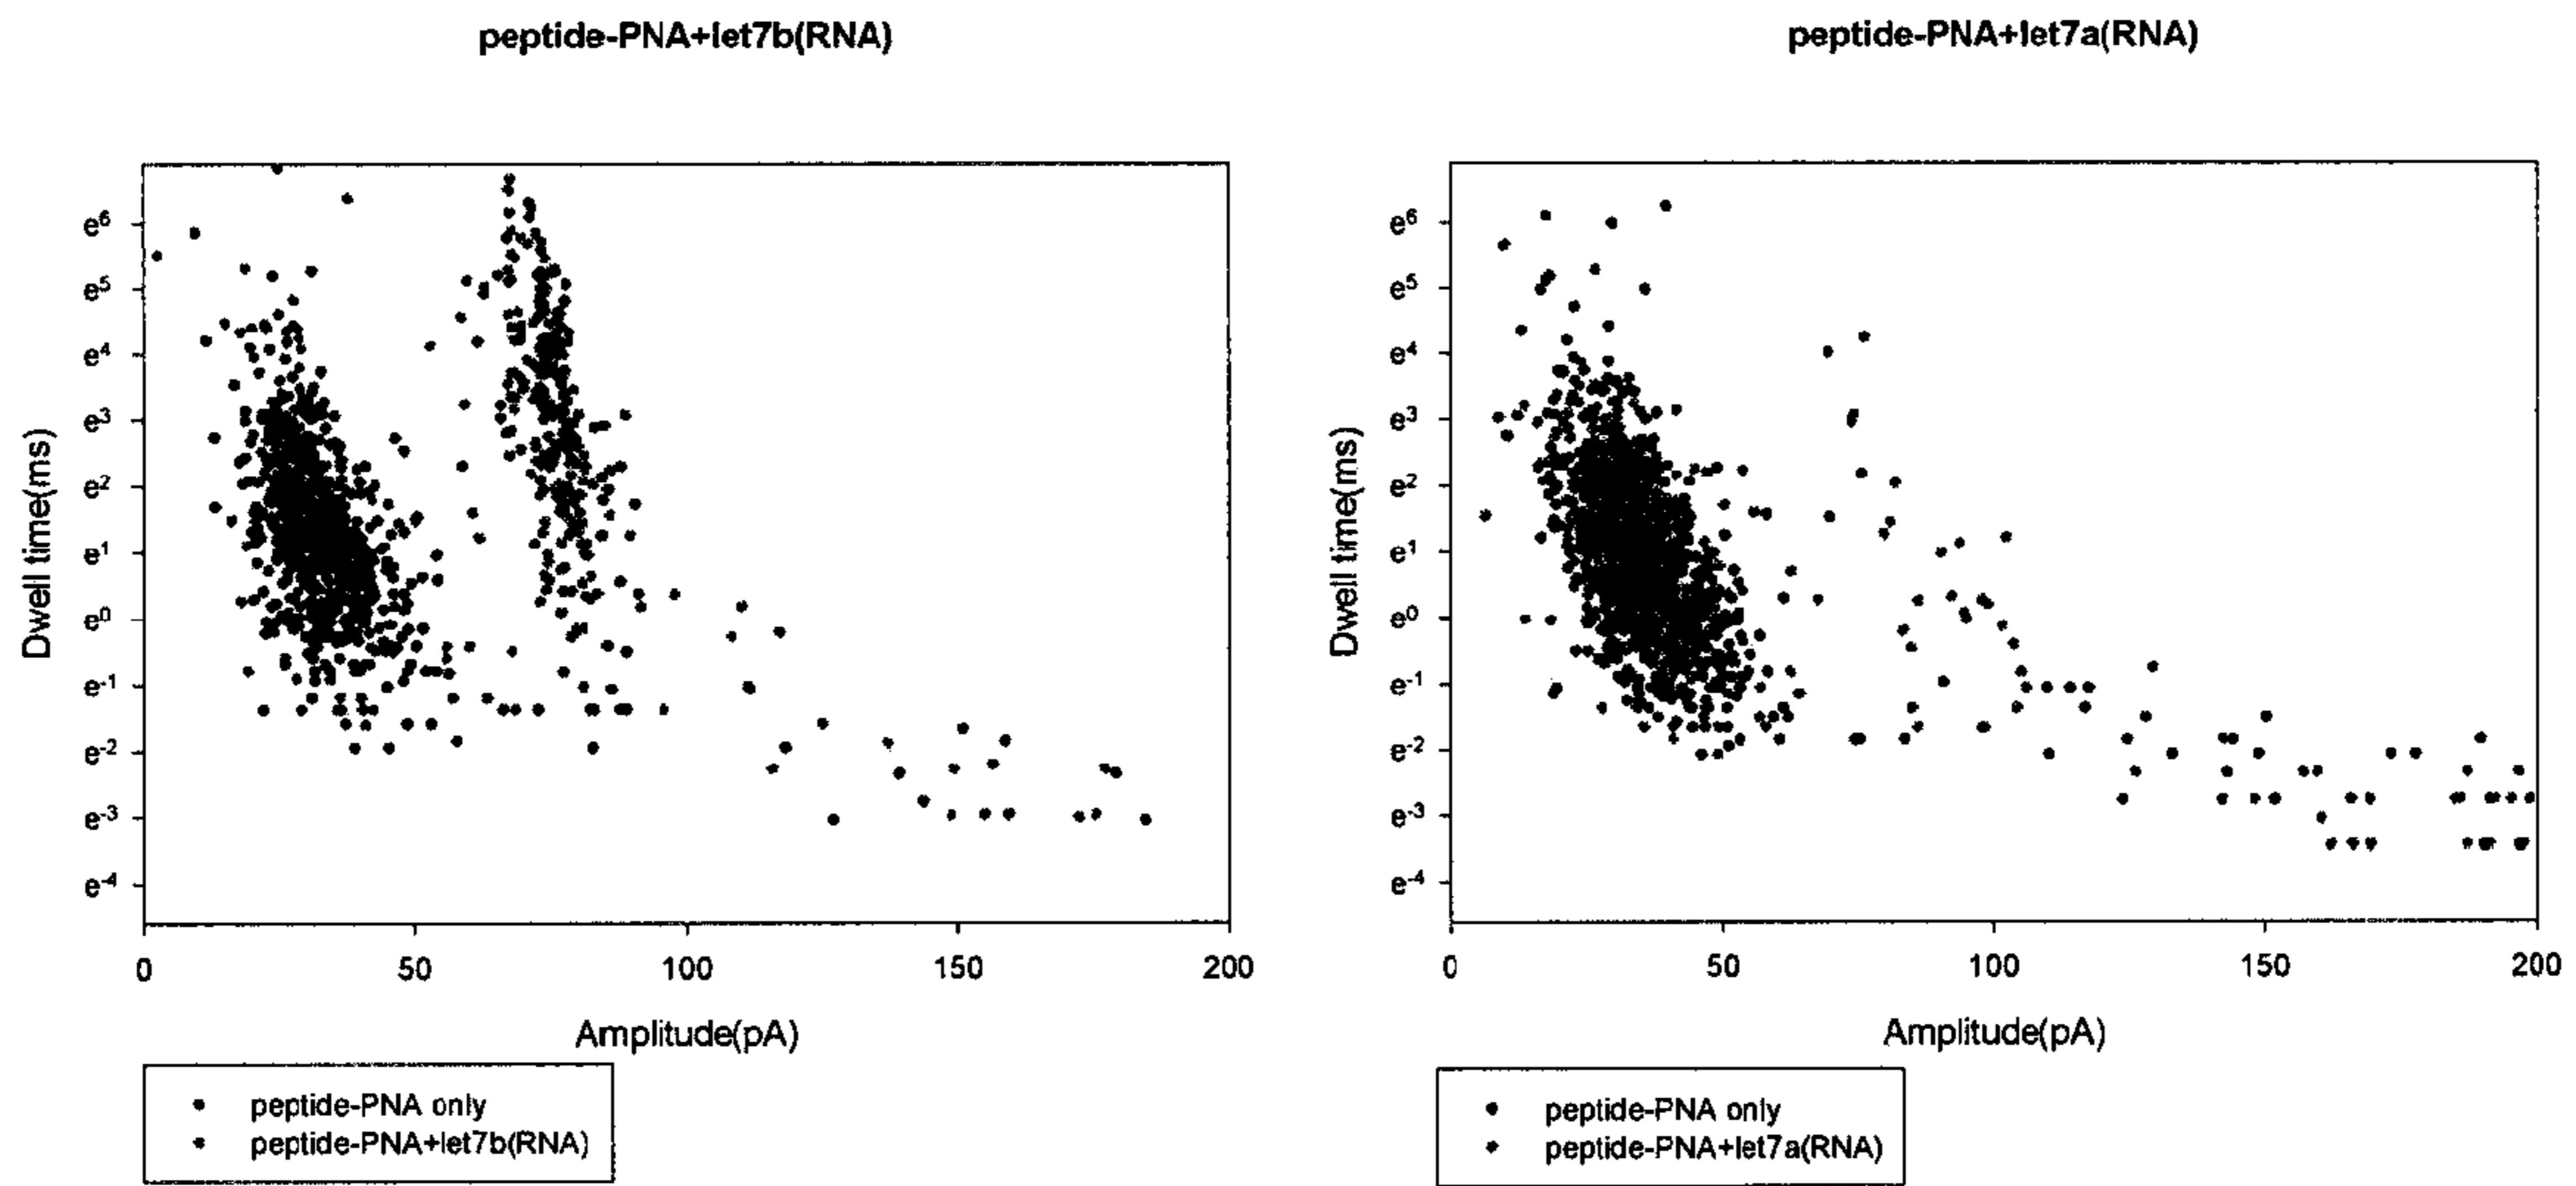 peptide-PNA+let7b(RNA)
Dwell time(ms)
e6
e5
e4
e3
e2
e1
e0
e-1
e-2
e-3
e-4
0 50 100 150 200
Amplitude(pA)
peptide-PNA only
peptide-PNA+let7b(RNA)
peptide-PNA+let7a(RNA)
Dwell time(ms)
e6
e5
e4
e3
e2
e1
e0
e-1
e-2
e-3
e-4
0 50 100 150 200
Amplitude(pA)
peptide-PNA only
peptide-PNA+let7a(RNA)